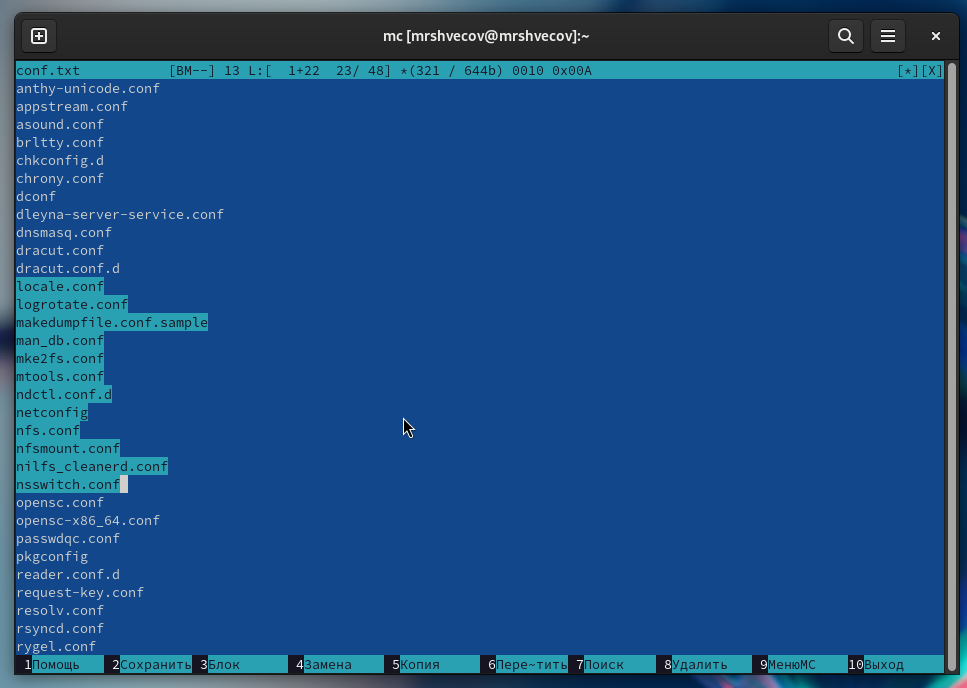 mc [mrshvecov@mrshvecov]:~
conf.txt [BM--] 13 L:[ 1+22 23/ 48] *(321 / 644b) 0010 0x00A [*][X]
anthy-unicode.conf
appstream.conf
asound.conf
brltty.conf
chkconfig.d
chrony.conf
dconf
dleyna-server-service.conf
dnsmasq.conf
dracut.conf
dracut.conf.d
locale.conf
logrotate.conf
makedumpfile.conf.sample
man_db.conf
mke2fs.conf
mtools.conf
ndctl.conf.d
netconfig
nfs.conf
nfsmount.conf
nilfs_cleanerd.conf
nsswitch.conf
opensc.conf
opensc-x86_64.conf
passwdqc.conf
pkgconfig
reader.conf.d
request-key.conf
resolv.conf
rsyncd.conf
rygel.conf
1Помощь 2Сохранить 3Блок 4Замена 5Копия 6Пере~тить 7Поиск 8Удалить 9МенюMC 10Выход